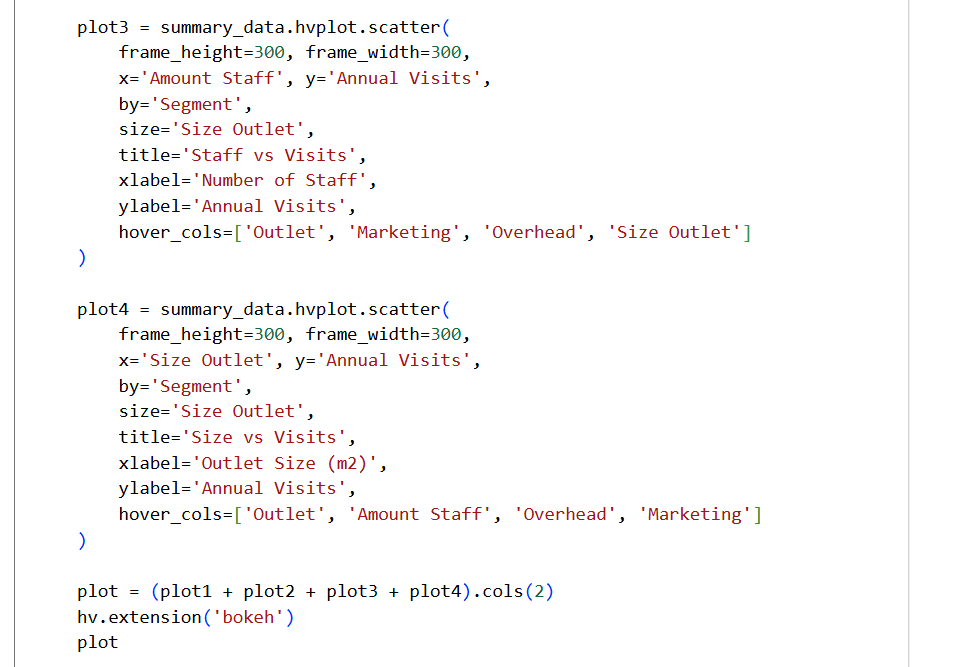 plot3 = summary_data.hvplot.scatter(
    frame_height=300, frame_width=300,
    x='Amount Staff', y='Annual Visits',
    by='Segment',
    size='Size Outlet',
    title='Staff vs Visits',
    xlabel='Number of Staff',
    ylabel='Annual Visits',
    hover_cols=['Outlet', 'Marketing', 'Overhead', 'Size Outlet']
)

plot4 = summary_data.hvplot.scatter(
    frame_height=300, frame_width=300,
    x='Size Outlet', y='Annual Visits',
    by='Segment',
    size='Size Outlet',
    title='Size vs Visits',
    xlabel='Outlet Size (m2)',
    ylabel='Annual Visits',
    hover_cols=['Outlet', 'Amount Staff', 'Overhead', 'Marketing']
)

plot = (plot1 + plot2 + plot3 + plot4).cols(2)
hv.extension('bokeh')
plot